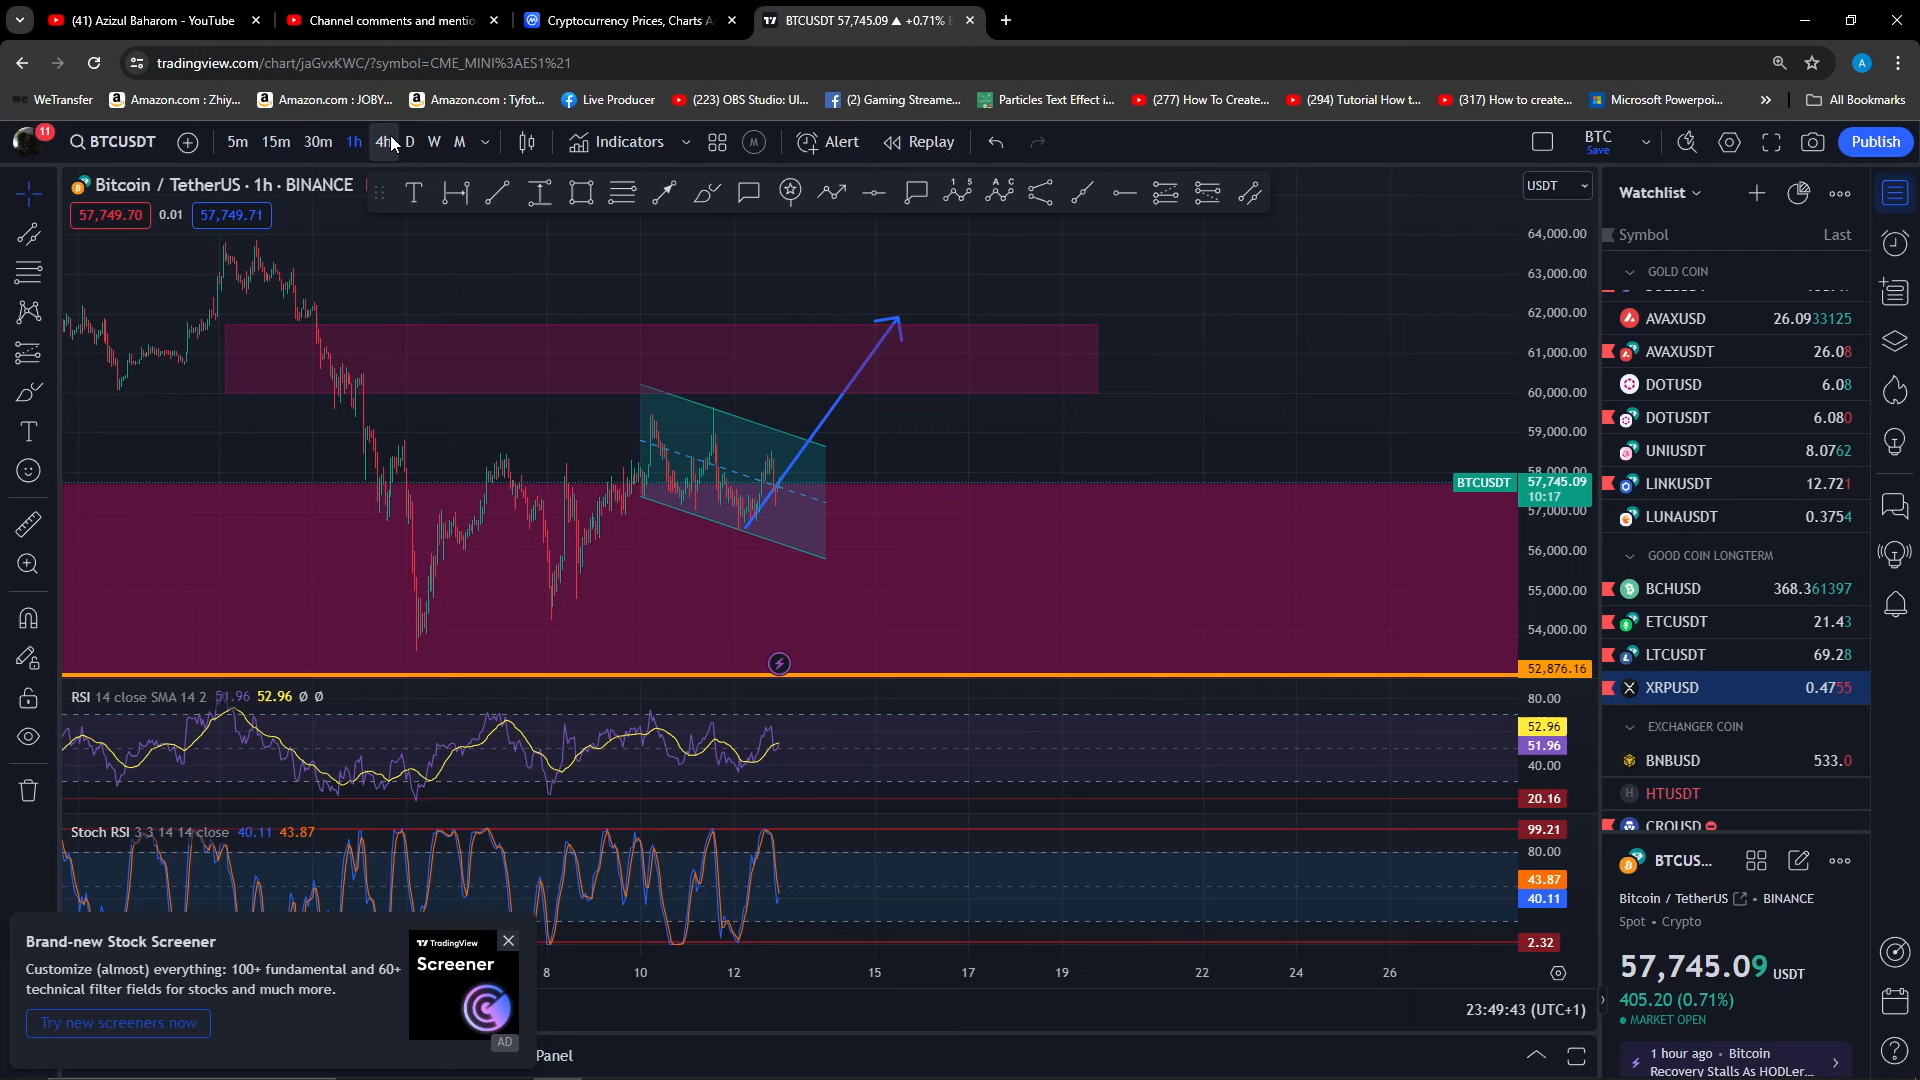 (41) Azizul Baharom - YouTube
Channel comments and mentio
Cryptocurrency Prices, Charts A
BTCUSDT 57,745.09 ▲ +0.71%
tradingview.com/chart/jaGvxKWC/?symbol=CME_MINI%3AES1%21
A
WeTransfer
Amazon.com : Zhiy...
Amazon.com : JOBY...
Amazon.com : Tyfot...
Live Producer
(223) OBS Studio: Ul...
(2) Gaming Streame...
Particles Text Effect i...
(277) How To Create...
(294) Tutorial How t...
(317) How to create...
Microsoft Powerpoi...
All Bookmarks
11
BTCUSDT
5m 15m 30m 1h 4h D W M
Indicators
M
Alert
Replay
BTC
Save
Publish
Bitcoin / TetherUS · 1h · BINANCE
57,749.70 0.01 57,749.71
USDT
64,000.00
63,000.00
62,000.00
61,000.00
60,000.00
59,000.00
58,000.00
BTCUSDT 57,745.09
10:17
57,000.00
56,000.00
55,000.00
54,000.00
52,876.16
RSI 14 close SMA 14 2 51.96 52.96 Ø Ø
80.00
52.96
51.96
40.00
20.16
Stoch RSI 3 3 14 14 close 40.11 43.87
99.21
80.00
43.87
40.11
2.32
8 10 12 15 17 19 22 24 26
23:49:43 (UTC+1)
Panel
Brand-new Stock Screener
Customize (almost) everything: 100+ fundamental and 60+
technical filter fields for stocks and much more.
Try new screeners now
TradingView
Screener
AD
Watchlist
Symbol Last
GOLD COIN
AVAXUSD 26.0933125
AVAXUSDT 26.08
DOTUSD 6.08
DOTUSDT 6.080
UNIUSDT 8.0762
LINKUSDT 12.721
LUNAUSDT 0.3754
GOOD COIN LONGTERM
BCHUSD 368.361397
ETCUSDT 21.43
LTCUSDT 69.28
XRPUSD 0.4755
EXCHANGER COIN
BNBUSD 533.0
H HTUSDT
CROUSD
BTCUS...
Bitcoin / TetherUS • BINANCE
Spot • Crypto
57,745.09 USDT
405.20 (0.71%)
MARKET OPEN
1 hour ago • Bitcoin
Recovery Stalls As HODLer...